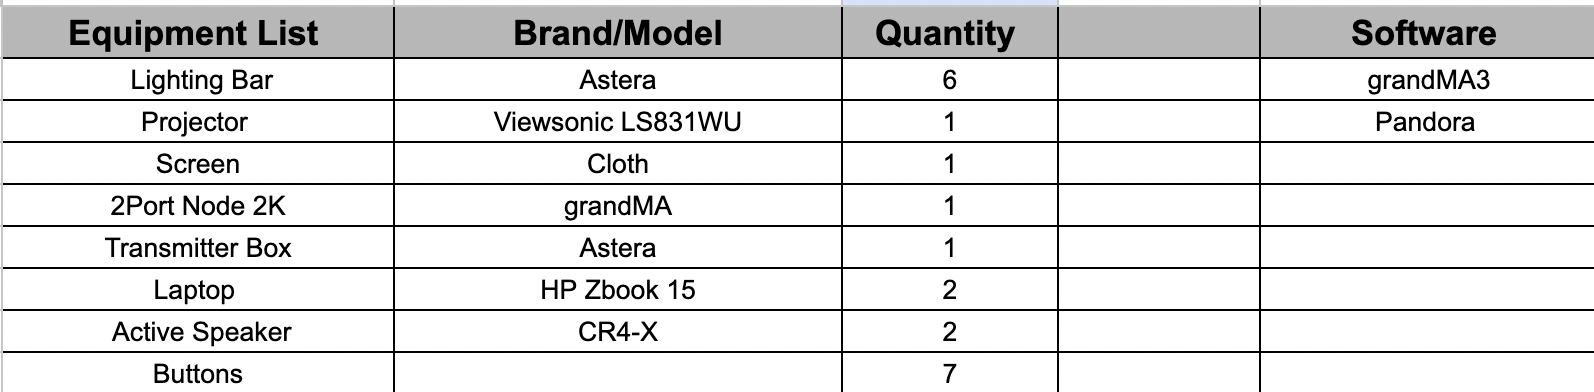 Equipment List Brand/Model Quantity Software
Lighting Bar Astera 6 grandMA3
Projector Viewsonic LS831WU 1 Pandora
Screen Cloth 1
2Port Node 2K grandMA 1
Transmitter Box Astera 1
Laptop HP Zbook 15 2
Active Speaker CR4-X 2
Buttons 7